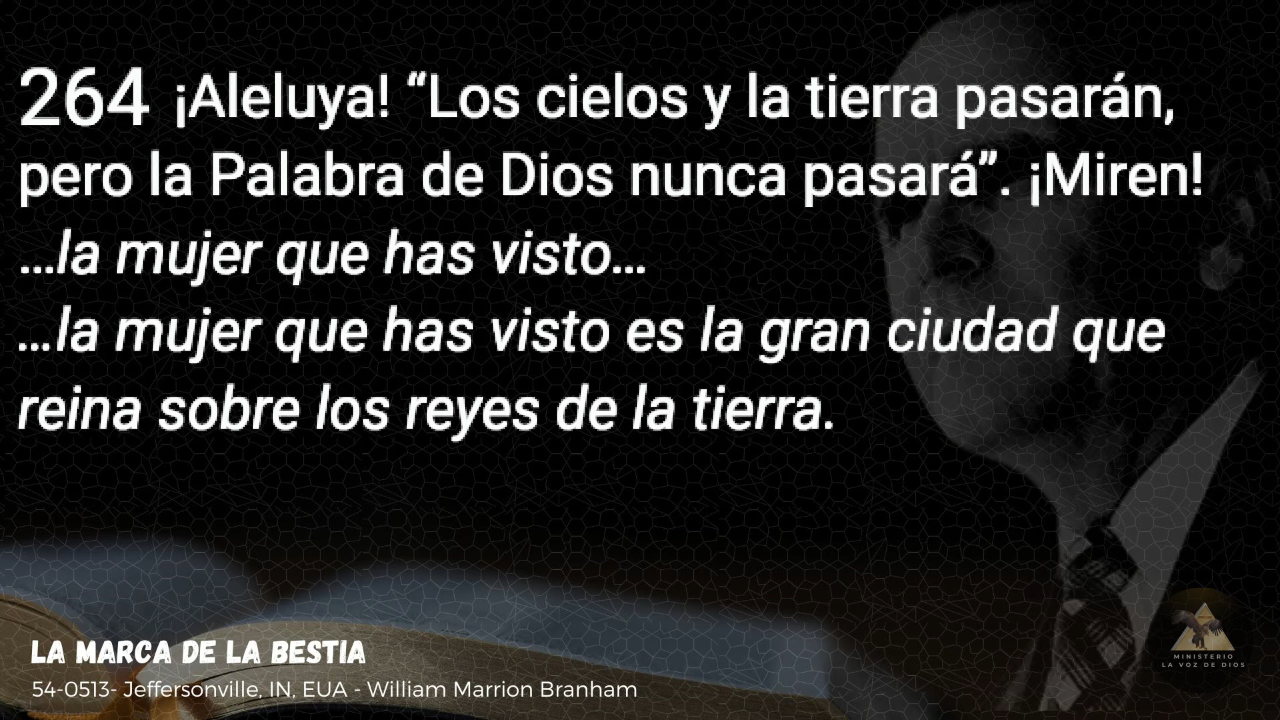 264 ¡Aleluya! “Los cielos y la tierra pasarán,
pero la Palabra de Dios nunca pasará”. ¡Miren!
…la mujer que has visto…
…la mujer que has visto es la gran ciudad que
reina sobre los reyes de la tierra.
LA MARCA DE LA BESTIA
54-0513- Jeffersonville, IN, EUA - William Marrion Branham
MINISTERIO
LA VOZ DE DIOS